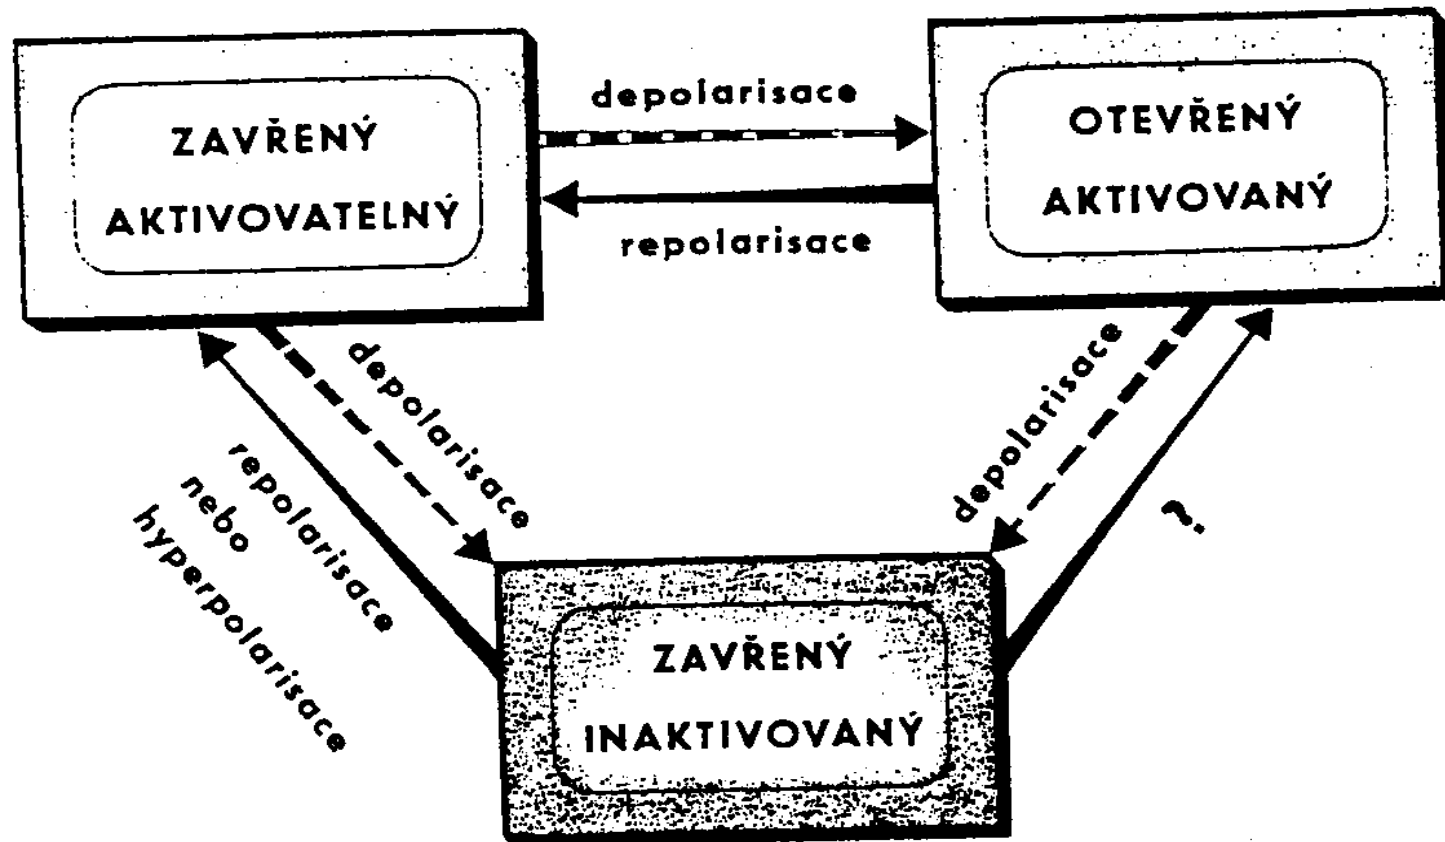 ZAVŘENÝ
AKTIVOVATELNÝ
depolarisace
repolarisace
OTEVŘENÝ
AKTIVOVANÝ
depolarisace
repolarisace
nebo
hyperpolarisace
depolarisace
?
ZAVŘENÝ
INAKTIVOVANÝ